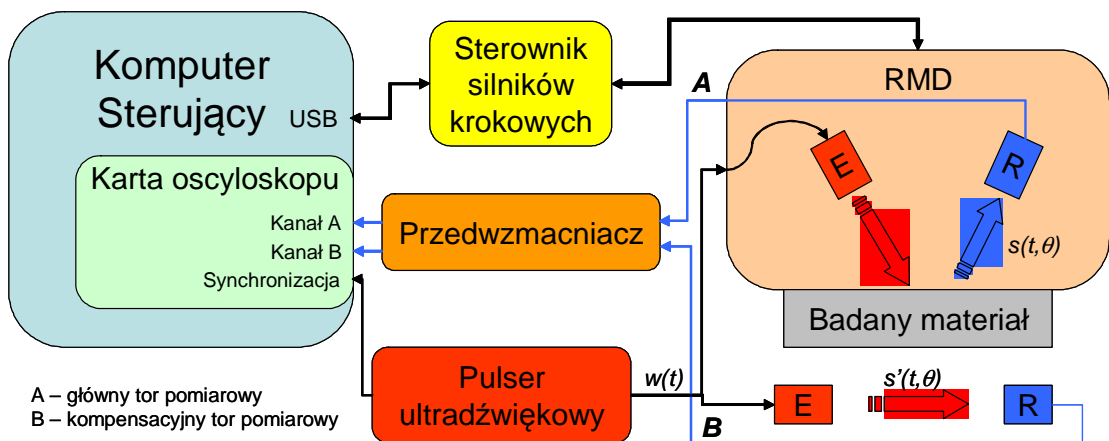 Komputer
Sterujący
USB
Karta oscyloskopu
Kanał A
Kanał B
Synchronizacja
A – główny tor pomiarowy
B – kompensacyjny tor pomiarowy
Sterownik
silników
krokowych
Przedwzmacniacz
Pulser
ultradźwiękowy
w(t)
A
B
RMD
E
R
s(t,θ)
Badany materiał
E
s'(t,θ)
R